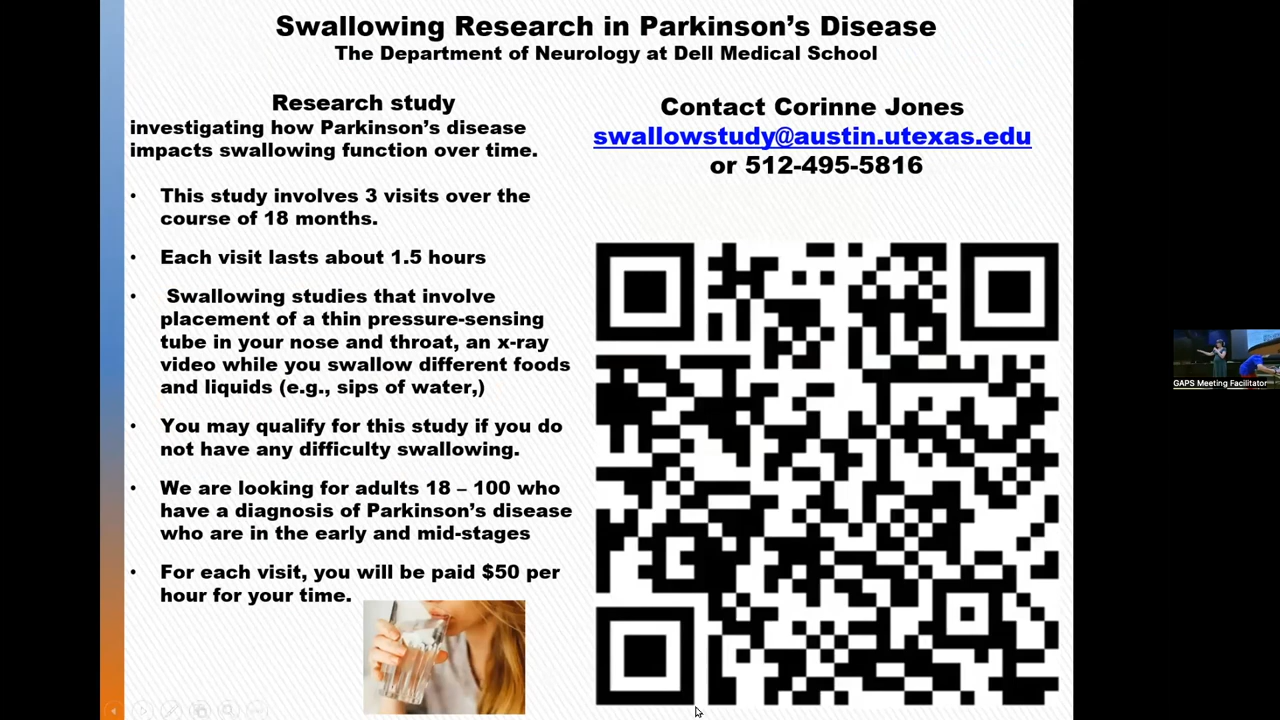 Swallowing Research in Parkinson’s Disease
The Department of Neurology at Dell Medical School
Research study
investigating how Parkinson’s disease
impacts swallowing function over time.
• This study involves 3 visits over the
course of 18 months.
• Each visit lasts about 1.5 hours
• Swallowing studies that involve
placement of a thin pressure-sensing
tube in your nose and throat, an x-ray
video while you swallow different foods
and liquids (e.g., sips of water,)
• You may qualify for this study if you do
not have any difficulty swallowing.
• We are looking for adults 18 – 100 who
have a diagnosis of Parkinson’s disease
who are in the early and mid-stages
• For each visit, you will be paid $50 per
hour for your time.
Contact Corinne Jones
swallowstudy@austin.utexas.edu
or 512-495-5816
GAPS Meeting Facilitator